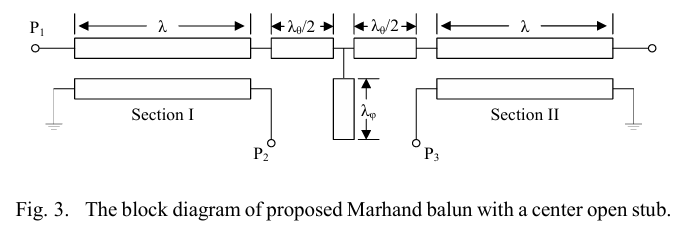 P1
λ
λθ/2
λθ/2
λ
λφ
Section I
Section II
P2
P3
Fig. 3. The block diagram of proposed Marhand balun with a center open stub.